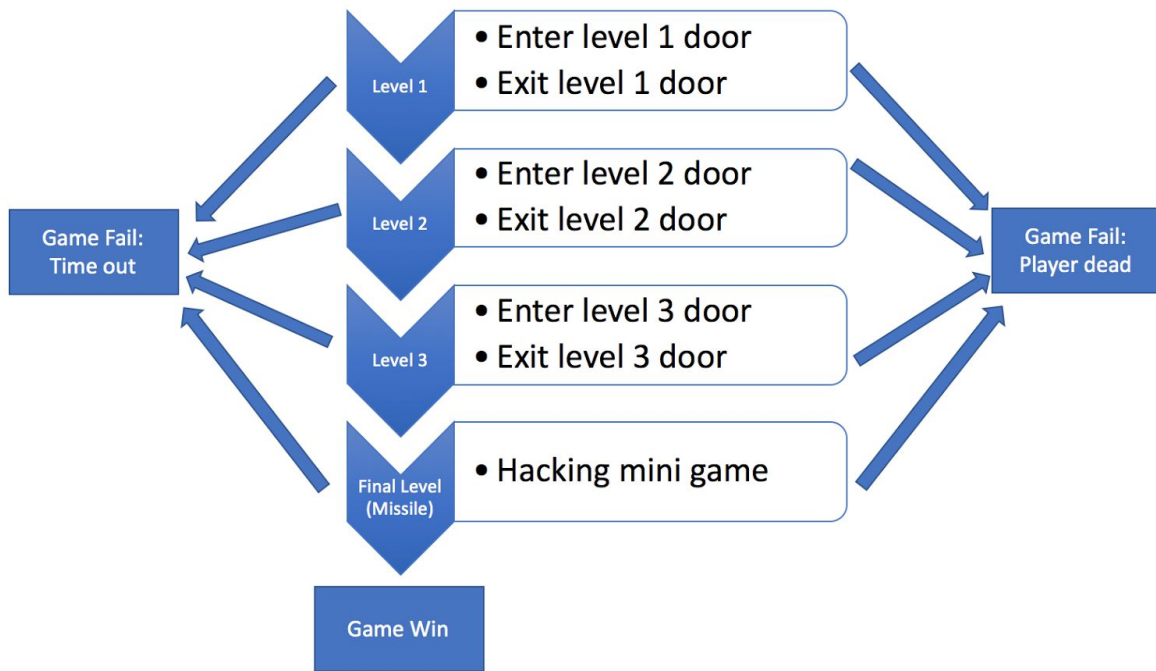 Level 1
• Enter level 1 door
• Exit level 1 door
Level 2
• Enter level 2 door
• Exit level 2 door
Game Fail:
Time out
Game Fail:
Player dead
Level 3
• Enter level 3 door
• Exit level 3 door
Final Level
(Missile)
• Hacking mini game
Game Win